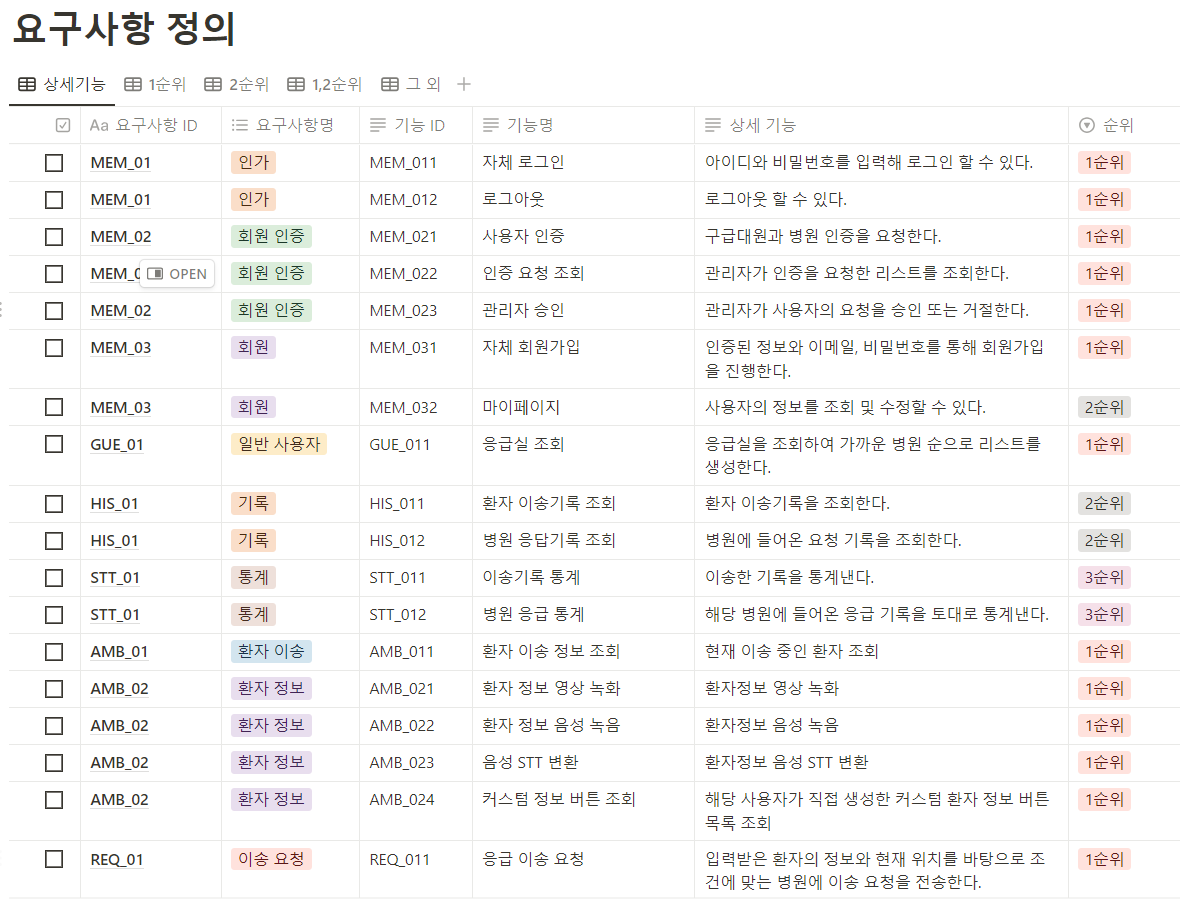 요구사항 정의
상세기능 1순위 2순위 1,2순위 그 외
Aa 요구사항 ID 요구사항명 기능 ID 기능명 상세 기능 순위
MEM_01 인가 MEM_011 자체 로그인 아이디와 비밀번호를 입력해 로그인 할 수 있다. 1순위
MEM_01 인가 MEM_012 로그아웃 로그아웃 할 수 있다. 1순위
MEM_02 회원 인증 MEM_021 사용자 인증 구급대원과 병원 인증을 요청한다. 1순위
MEM_0 OPEN 회원 인증 MEM_022 인증 요청 조회 관리자가 인증을 요청한 리스트를 조회한다. 1순위
MEM_02 회원 인증 MEM_023 관리자 승인 관리자가 사용자의 요청을 승인 또는 거절한다. 1순위
MEM_03 회원 MEM_031 자체 회원가입 인증된 정보와 이메일, 비밀번호를 통해 회원가입 1순위
을 진행한다.
MEM_03 회원 MEM_032 마이페이지 사용자의 정보를 조회 및 수정할 수 있다. 2순위
GUE_01 일반 사용자 GUE_011 응급실 조회 응급실을 조회하여 가까운 병원 순으로 리스트를 1순위
생성한다.
HIS_01 기록 HIS_011 환자 이송기록 조회 환자 이송기록을 조회한다. 2순위
HIS_01 기록 HIS_012 병원 응답기록 조회 병원에 들어온 요청 기록을 조회한다. 2순위
STT_01 통계 STT_011 이송기록 통계 이송한 기록을 통계낸다. 3순위
STT_01 통계 STT_012 병원 응급 통계 해당 병원에 들어온 응급 기록을 토대로 통계낸다. 3순위
AMB_01 환자 이송 AMB_011 환자 이송 정보 조회 현재 이송 중인 환자 조회 1순위
AMB_02 환자 정보 AMB_021 환자 정보 영상 녹화 환자정보 영상 녹화 1순위
AMB_02 환자 정보 AMB_022 환자 정보 음성 녹음 환자정보 음성 녹음 1순위
AMB_02 환자 정보 AMB_023 음성 STT 변환 환자정보 음성 STT 변환 1순위
AMB_02 환자 정보 AMB_024 커스텀 정보 버튼 조회 해당 사용자가 직접 생성한 커스텀 환자 정보 버튼 1순위
목록 조회
REQ_01 이송 요청 REQ_011 응급 이송 요청 입력받은 환자의 정보와 현재 위치를 바탕으로 조 1순위
건에 맞는 병원에 이송 요청을 전송한다.